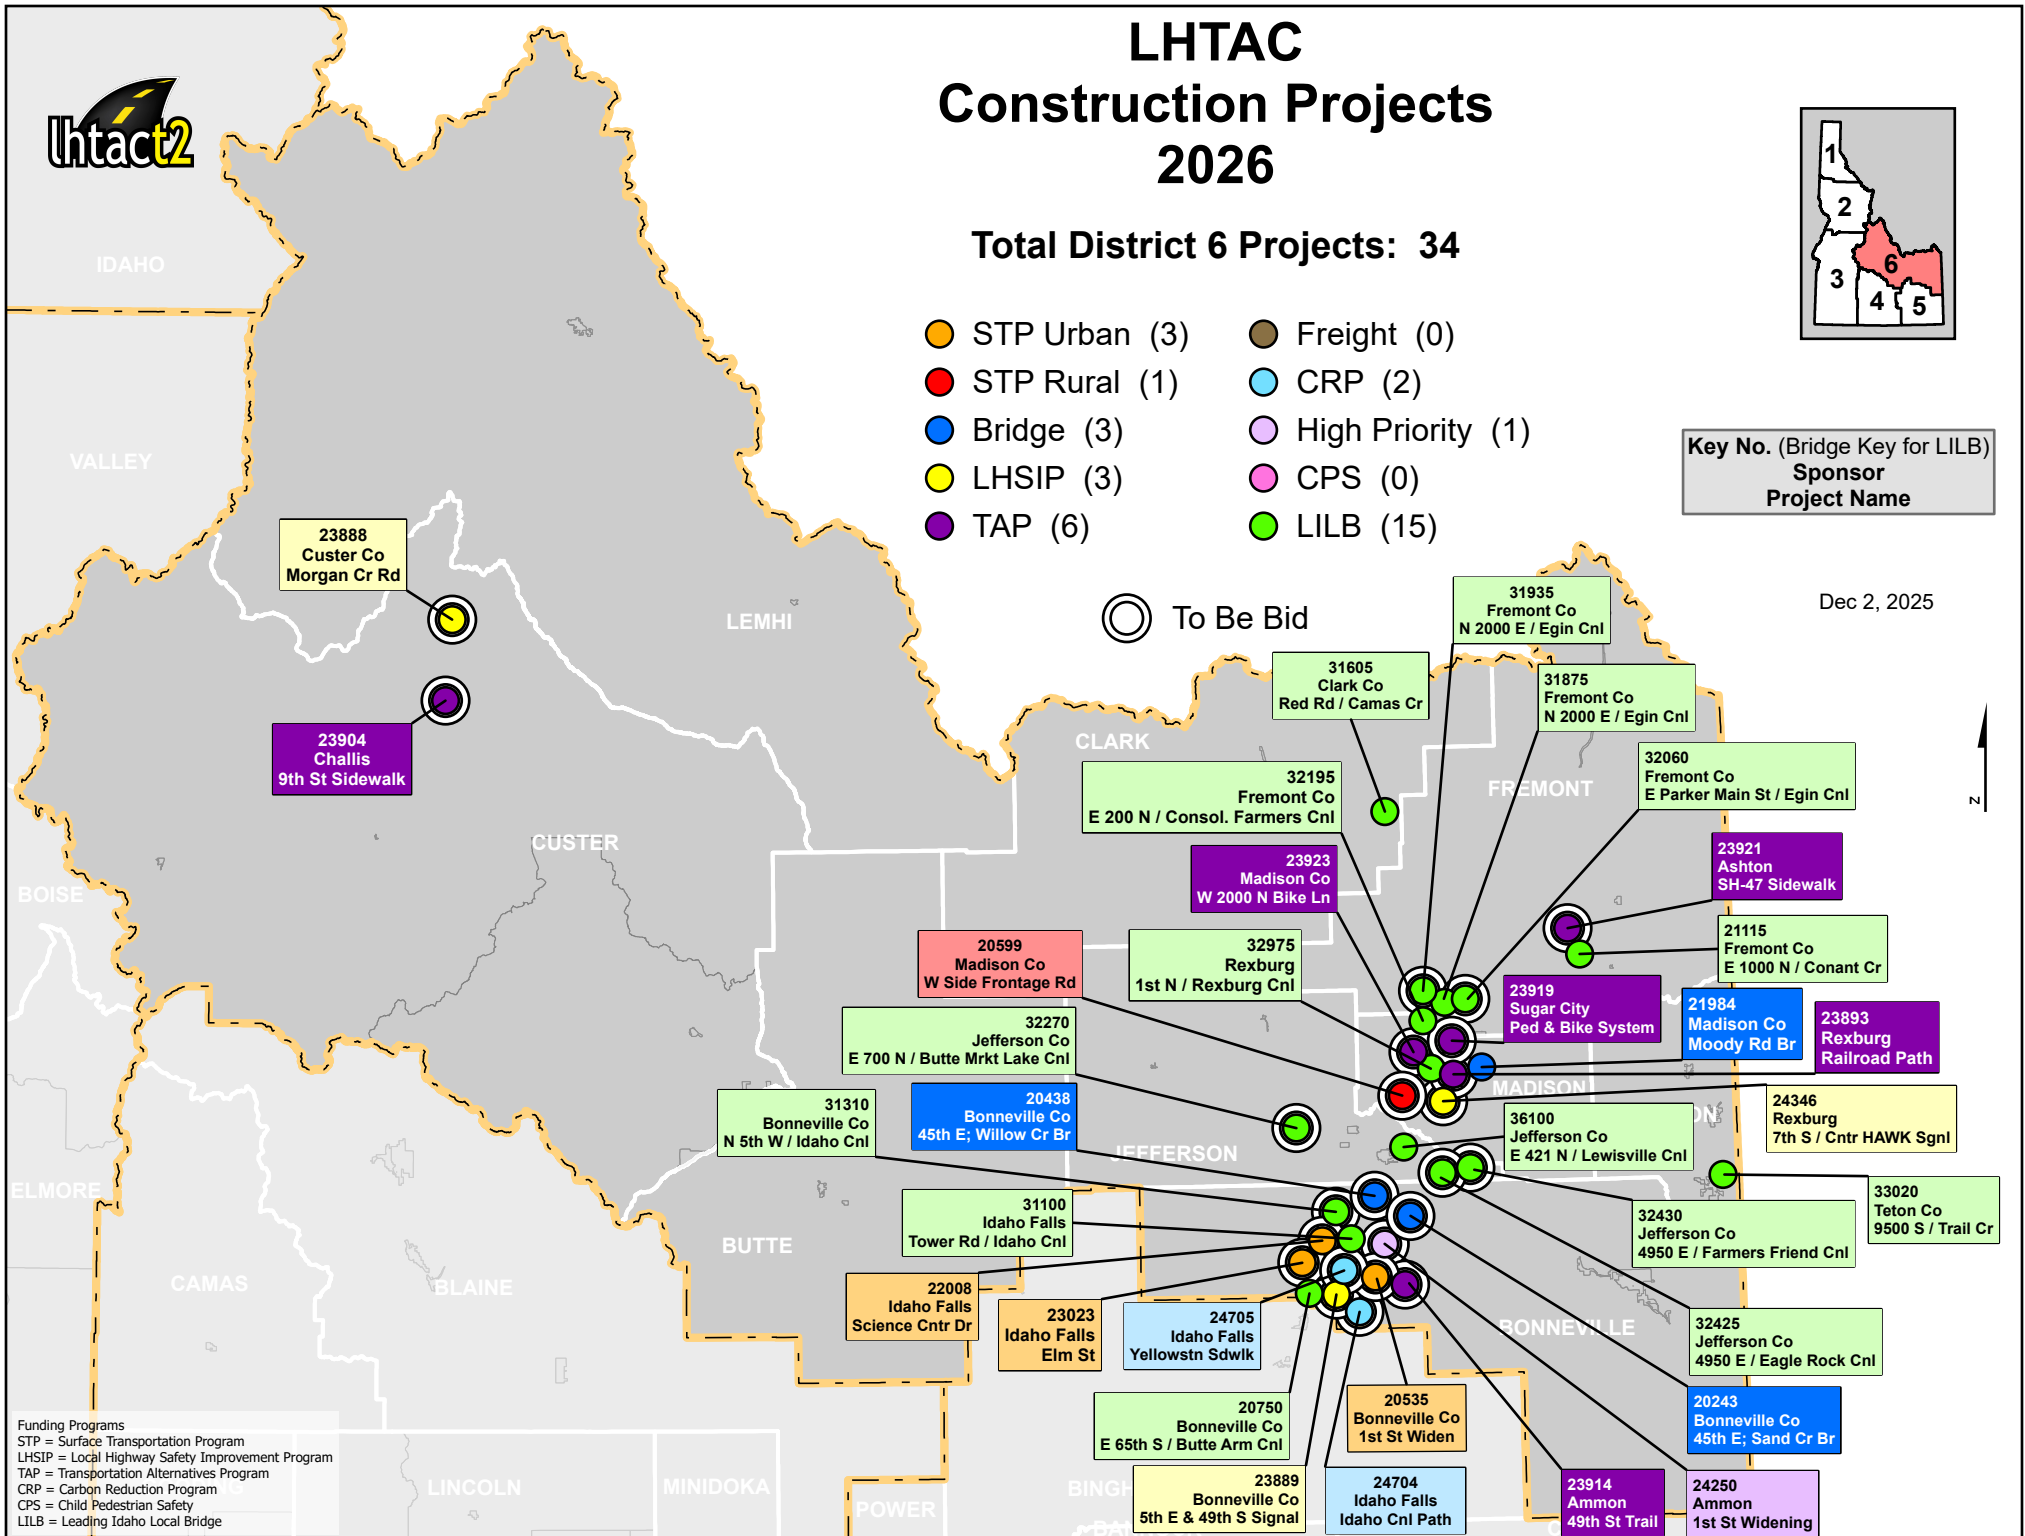 LHTAC
Construction Projects
2026
Total District 6 Projects: 34
lhtact2
STP Urban (3)
STP Rural (1)
Bridge (3)
LHSIP (3)
TAP (6)
Freight (0)
CRP (2)
High Priority (1)
CPS (0)
LILB (15)
To Be Bid
1
2
3
6
4
5
Key No. (Bridge Key for LILB)
Sponsor
Project Name
Dec 2, 2025
N
IDAHO
VALLEY
LEMHI
CUSTER
BOISE
CLARK
FREMONT
MADISON
JEFFERSON
ELMORE
BUTTE
CAMAS
BLAINE
BONNEVILLE
LINCOLN
MINIDOKA
POWER
23888
Custer Co
Morgan Cr Rd
23904
Challis
9th St Sidewalk
31935
Fremont Co
N 2000 E / Egin Cnl
31605
Clark Co
Red Rd / Camas Cr
31875
Fremont Co
N 2000 E / Egin Cnl
32060
Fremont Co
E Parker Main St / Egin Cnl
32195
Fremont Co
E 200 N / Consol. Farmers Cnl
23923
Madison Co
W 2000 N Bike Ln
23921
Ashton
SH-47 Sidewalk
21115
Fremont Co
E 1000 N / Conant Cr
20599
Madison Co
W Side Frontage Rd
32975
Rexburg
1st N / Rexburg Cnl
23919
Sugar City
Ped & Bike System
21984
Madison Co
Moody Rd Br
23893
Rexburg
Railroad Path
32270
Jefferson Co
E 700 N / Butte Mrkt Lake Cnl
31310
Bonneville Co
N 5th W / Idaho Cnl
20438
Bonneville Co
45th E; Willow Cr Br
24346
Rexburg
7th S / Cntr HAWK Sgnl
36100
Jefferson Co
E 421 N / Lewisville Cnl
33020
Teton Co
9500 S / Trail Cr
31100
Idaho Falls
Tower Rd / Idaho Cnl
32430
Jefferson Co
4950 E / Farmers Friend Cnl
22008
Idaho Falls
Science Cntr Dr
23023
Idaho Falls
Elm St
24705
Idaho Falls
Yellowstn Sdwlk
32425
Jefferson Co
4950 E / Eagle Rock Cnl
20750
Bonneville Co
E 65th S / Butte Arm Cnl
20535
Bonneville Co
1st St Widen
20243
Bonneville Co
45th E; Sand Cr Br
23889
Bonneville Co
5th E & 49th S Signal
24704
Idaho Falls
Idaho Cnl Path
23914
Ammon
49th St Trail
24250
Ammon
1st St Widening
Funding Programs
STP = Surface Transportation Program
LHSIP = Local Highway Safety Improvement Program
TAP = Transportation Alternatives Program
CRP = Carbon Reduction Program
CPS = Child Pedestrian Safety
LILB = Leading Idaho Local Bridge